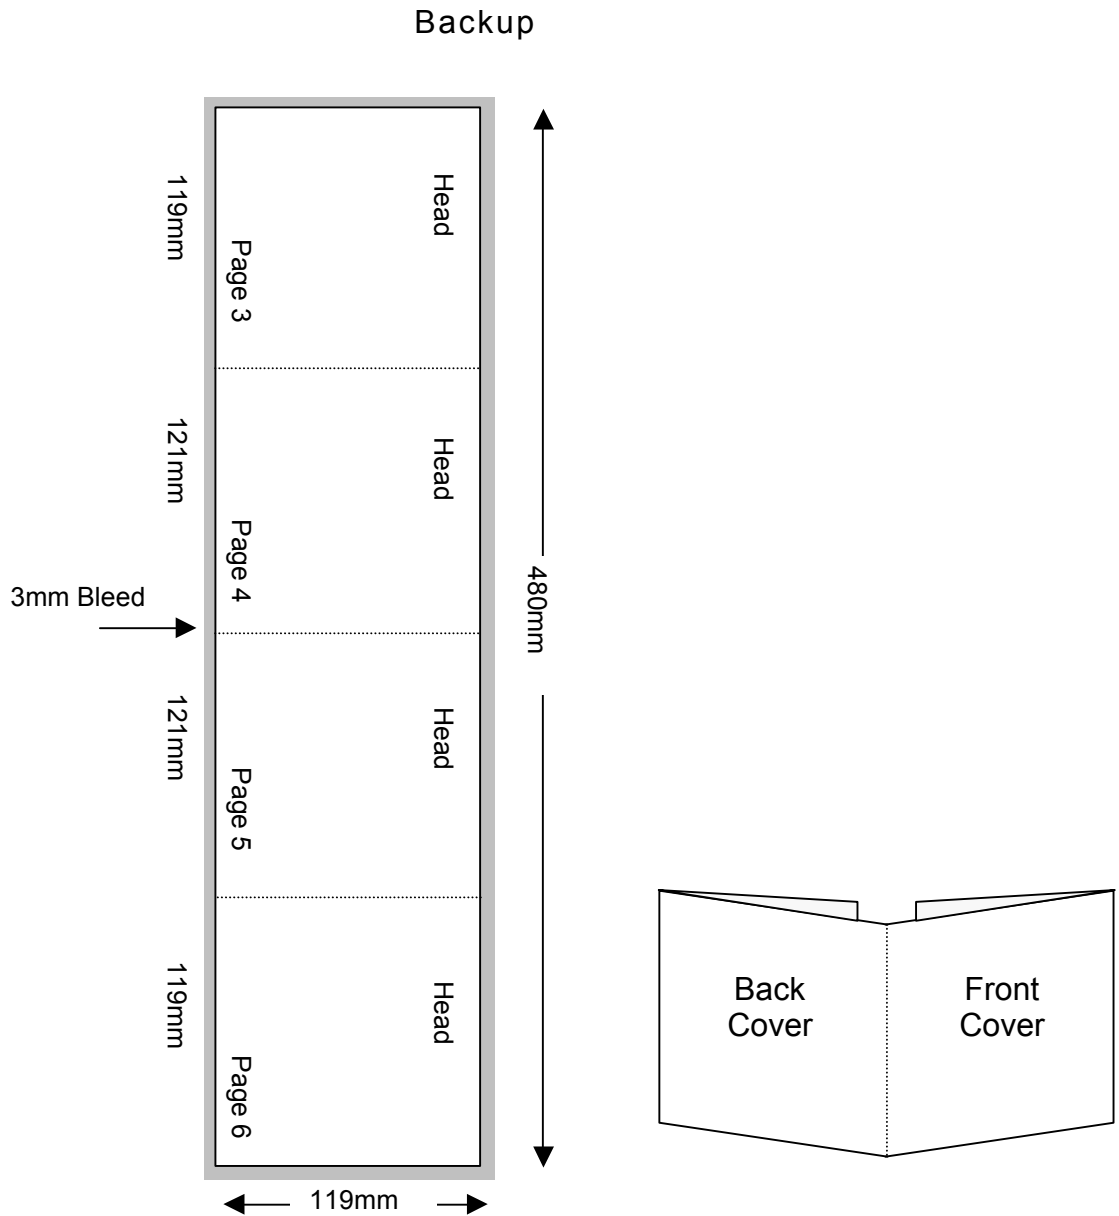 Backup
119mm
Head
Page 3
121mm
Head
Page 4
3mm Bleed
480mm
121mm
Head
Page 5
119mm
Head
Page 6
119mm
Back
Cover
Front
Cover